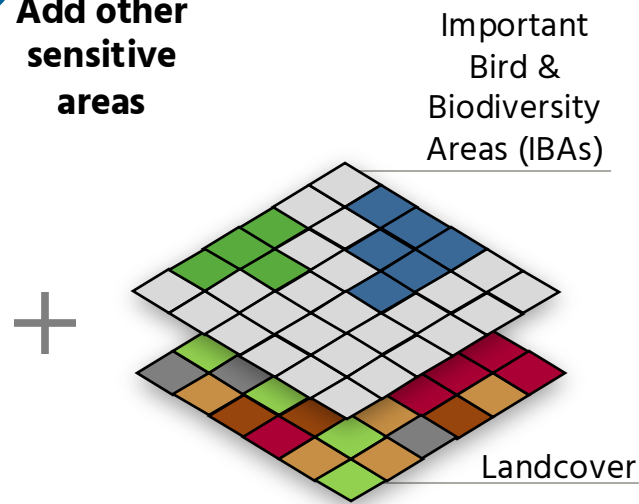 Add other
sensitive
areas
Important
Bird &
Biodiversity
Areas (IBAs)
Landcover